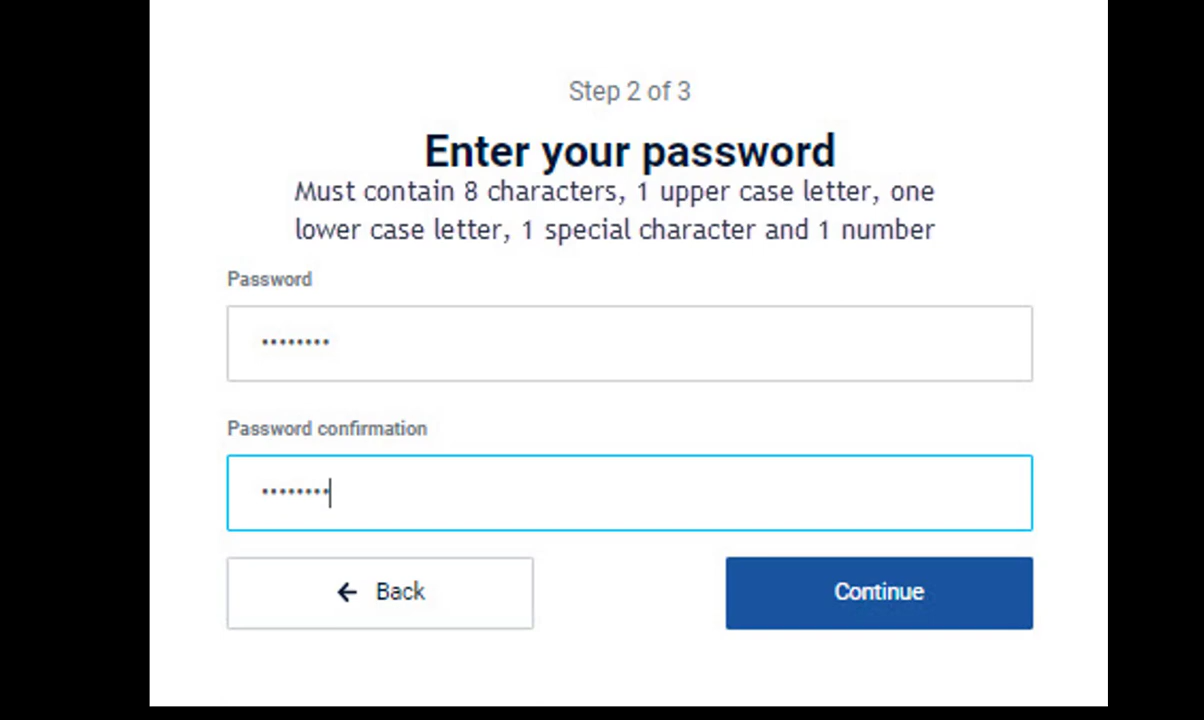 Step 2 of 3
Enter your password
Must contain 8 characters, 1 upper case letter, one
lower case letter, 1 special character and 1 number
Password
••••••••
Password confirmation
••••••••
← Back
Continue